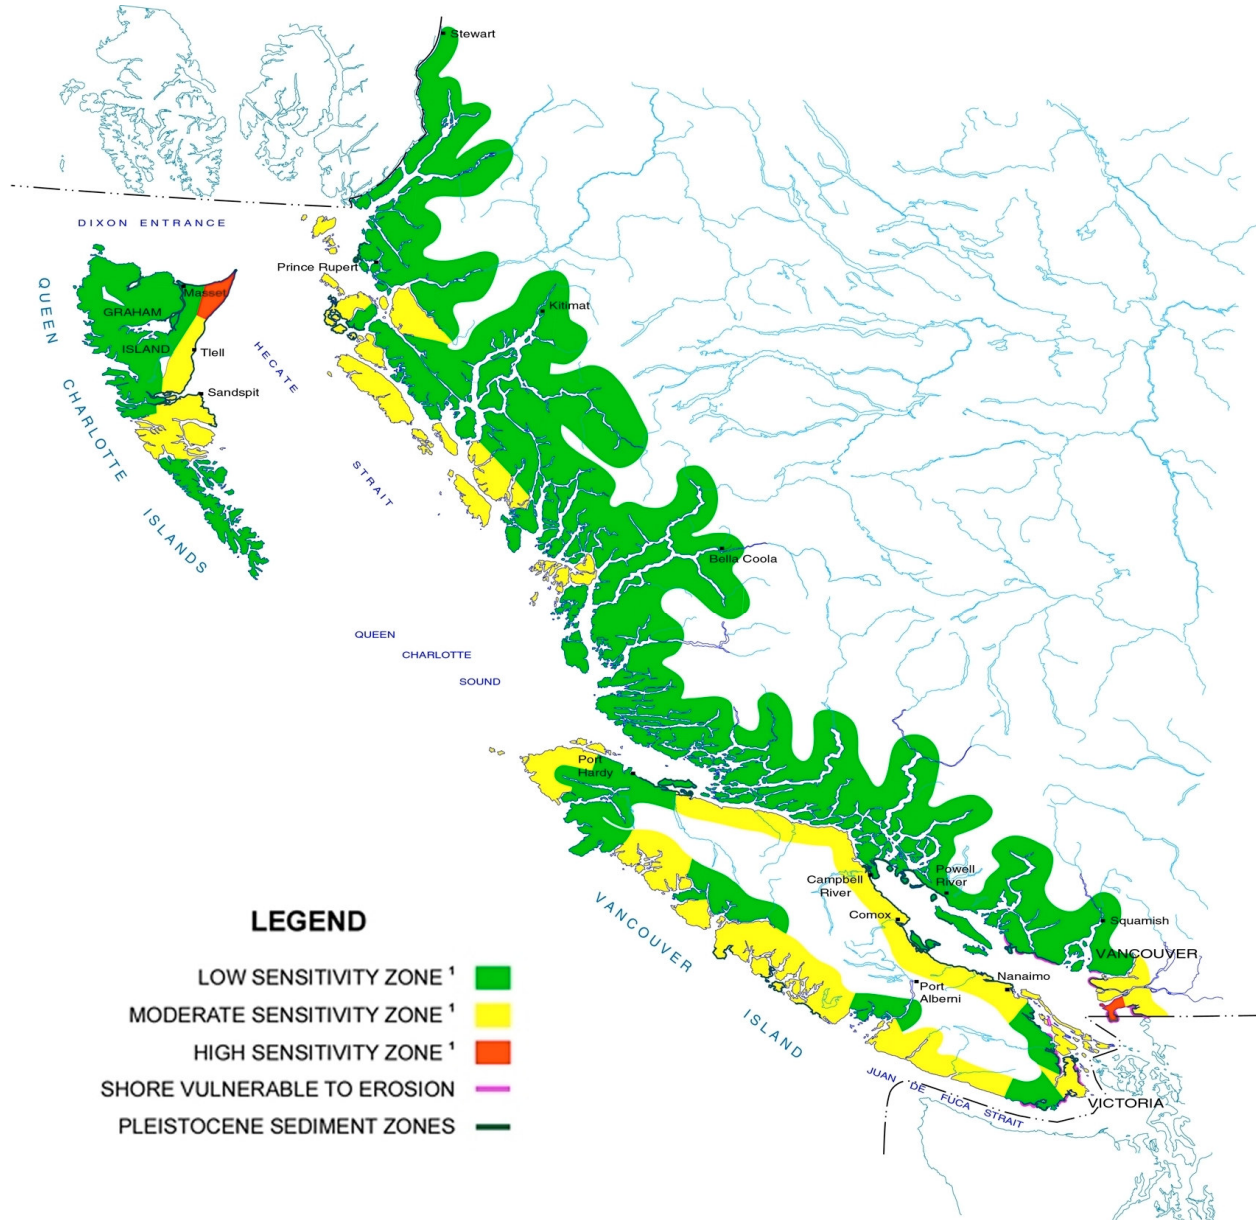 Stewart
DIXON ENTRANCE
Prince Rupert
QUEEN
CHARLOTTE
ISLANDS
Masset
GRAHAM
ISLAND
Tlell
Sandspit
HECATE
STRAIT
Kitimat
Bella Coola
QUEEN
CHARLOTTE
SOUND
Port
Hardy
Campbell
River
Powell
River
Comox
Squamish
VANCOUVER
Nanaimo
Port
Alberni
VANCOUVER
ISLAND
JUAN DE FUCA STRAIT
VICTORIA
LEGEND
LOW SENSITIVITY ZONE ¹
MODERATE SENSITIVITY ZONE ¹
HIGH SENSITIVITY ZONE ¹
SHORE VULNERABLE TO EROSION
PLEISTOCENE SEDIMENT ZONES